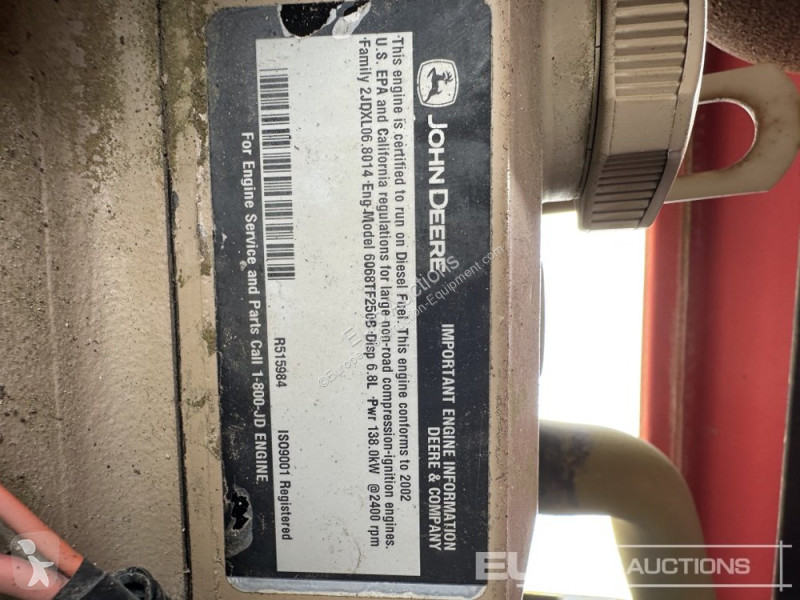 JOHN DEERE
IMPORTANT ENGINE INFORMATION
DEERE & COMPANY
·This engine is certified to run on Diesel Fuel. This engine conforms to 2002
U.S. EPA and California regulations for large non-road compression-ignition engines.
·Family 2JDXL06.8014 ·Eng-Model 6068TF250B ·Disp 6.8L ·Pwr 138.0kW @2400 rpm
R515984
ISO9001 Registered
For Engine Service and Parts Call 1-800-JD ENGINE
AUCTIONS